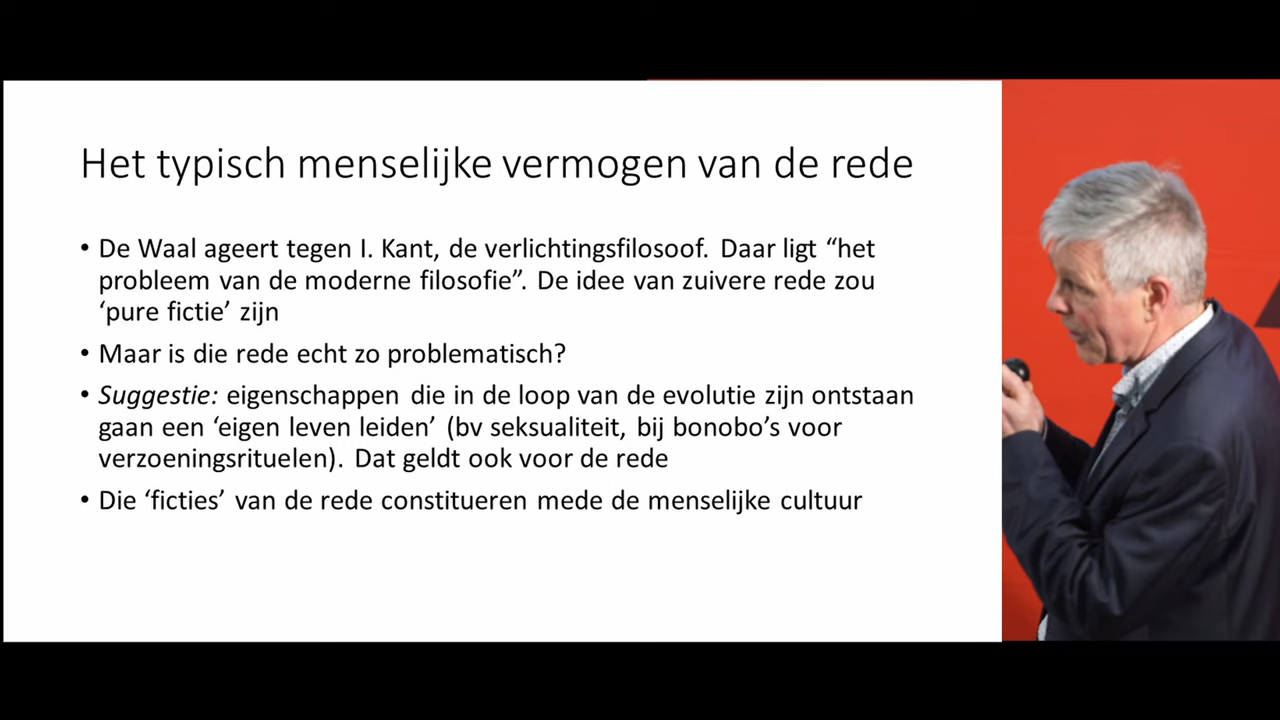 Het typisch menselijke vermogen van de rede
• De Waal ageert tegen I. Kant, de verlichtingsfilosoof. Daar ligt “het
probleem van de moderne filosofie”. De idee van zuivere rede zou
‘pure fictie’ zijn
• Maar is die rede echt zo problematisch?
• Suggestie: eigenschappen die in de loop van de evolutie zijn ontstaan
gaan een ‘eigen leven leiden’ (bv seksualiteit, bij bonobo’s voor
verzoeningsrituelen). Dat geldt ook voor de rede
• Die ‘ficties’ van de rede constitueren mede de menselijke cultuur